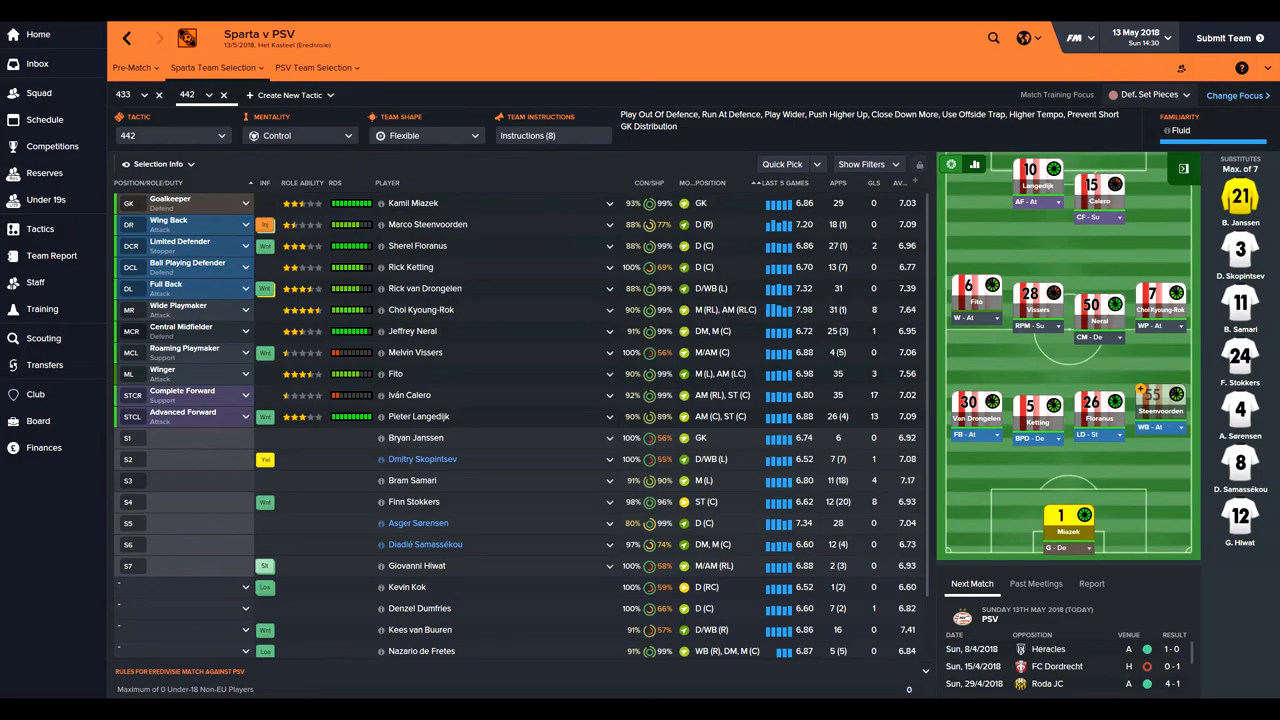 Home
Inbox
Squad
Schedule
Competitions
Reserves
Under 19s
Tactics
Team Report
Staff
Training
Scouting
Transfers
Club
Board
Finances
Sparta v PSV
13/5/2018, Het Kasteel (Eredivisie)
FM
13 May 2018
Sun 14:30
Submit Team
Pre-Match
Sparta Team Selection
PSV Team Selection
?
433
442
Create New Tactic
Match Training Focus
Def. Set Pieces
Change Focus >
TACTIC
442
MENTALITY
Control
TEAM SHAPE
Flexible
TEAM INSTRUCTIONS
Instructions (8)
Play Out Of Defence, Run At Defence, Play Wider, Push Higher Up, Close Down More, Use Offside Trap, Higher Tempo, Prevent Short
GK Distribution
FAMILIARITY
Fluid
Selection Info
Quick Pick
Show Filters
POSITION/ROLE/DUTY INF ROLE ABILITY RDS PLAYER CON/SHP MO... POSITION LAST 5 GAMES APPS GLS AV...
GK Goalkeeper Defend Kamil Miazek 93% 99% GK 6.86 29 0 7.03
DR Wing Back Attack Inj Marco Steenvoorden 88% 77% D (R) 7.20 18 (1) 0 7.09
DCR Limited Defender Stopper Wnt Sherel Floranus 88% 99% D (C) 6.86 27 (1) 2 6.96
DCL Ball Playing Defender Defend Rick Ketting 100% 69% D (C) 6.70 13 (7) 0 6.77
DL Full Back Attack Wnt Rick van Drongelen 88% 99% D/WB (L) 7.32 31 0 7.39
MR Wide Playmaker Attack Choi Kyoung-Rok 90% 99% M (RL), AM (RLC) 7.98 31 (1) 8 7.64
MCR Central Midfielder Defend Jeffrey Neral 91% 99% DM, M (C) 6.72 25 (3) 1 6.95
MCL Roaming Playmaker Support Wnt Melvin Vissers 100% 56% M/AM (C) 6.88 4 (5) 0 7.06
ML Winger Attack Fito 90% 99% M (L), AM (LC) 6.98 35 3 7.56
STCR Complete Forward Support Iván Calero 92% 99% AM (RL), ST (C) 6.80 35 17 7.02
STCL Advanced Forward Attack Wnt Pieter Langedijk 90% 89% AM (C), ST (C) 6.88 26 (4) 13 7.09
S1 Bryan Janssen 100% 56% GK 6.74 6 0 6.92
S2 Yel Dmitry Skopintsev 100% 55% D/WB (L) 6.52 7 (7) 1 7.08
S3 Bram Samari 91% 90% M (L) 6.80 11 (18) 4 7.17
S4 Wnt Finn Stokkers 98% 96% ST (C) 6.62 12 (20) 8 6.93
S5 Asger Sørensen 80% 99% D (C) 7.34 28 0 7.04
S6 Diadié Samassékou 97% 74% DM, M (C) 6.60 12 (4) 0 6.73
S7 Slt Giovanni Hiwat 100% 58% M/AM (RL) 6.88 2 (3) 0 6.93
- Loa Kevin Kok 100% 59% D (RC) 6.52 1 (2) 0 6.60
- Denzel Dumfries 100% 66% D (C) 6.60 7 (2) 1 6.82
- Wnt Kees van Buuren 91% 57% D/WB (R) 6.86 16 0 7.41
- Loa Nazario de Fretes 91% 99% WB (R), DM, M (C) 6.87 5 (5) 0 6.84
RULES FOR EREDIVISIE MATCH AGAINST PSV
Maximum of 0 Under-18 Non-EU Players
0
10
Langedijk
AF - At
15
Calero
CF - Su
6
Fito
W - At
28
Vissers
RPM - Su
50
Neral
CM - De
7
Choi Kyoung-Rok
WP - At
30
Van Drongelen
FB - At
5
Ketting
BPD - De
26
Floranus
LD - St
55
Steenvoorden
WB - At
1
Miazek
G - De
SUBSTITUTES
Max. of 7
21
B. Janssen
3
D. Skopintsev
11
B. Samari
24
F. Stokkers
4
A. Sørensen
8
D. Samassékou
12
G. Hiwat
Next Match
Past Meetings
Report
SUNDAY 13TH MAY 2018 (TODAY)
PSV
DATE OPPOSITION VENUE RESULT
Sun, 8/4/2018 Heracles A 1 - 0
Sun, 15/4/2018 FC Dordrecht H 0 - 1
Sun, 29/4/2018 Roda JC A 4 - 1